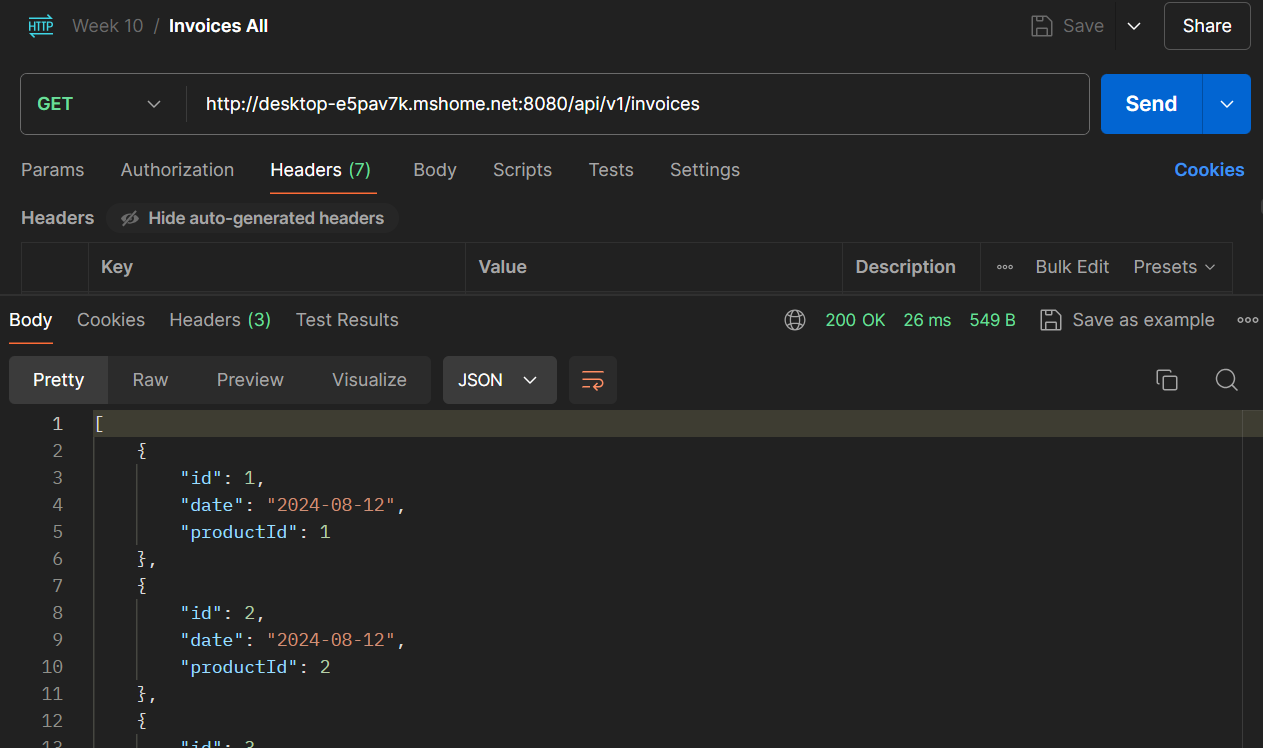 HTTP Week 10 / Invoices All Save Share
GET http://desktop-e5pav7k.mshome.net:8080/api/v1/invoices Send
Params Authorization Headers (7) Body Scripts Tests Settings Cookies
Headers Hide auto-generated headers
Key Value Description Bulk Edit Presets
Body Cookies Headers (3) Test Results 200 OK 26 ms 549 B Save as example
Pretty Raw Preview Visualize JSON
1 [
2 {
3 "id": 1,
4 "date": "2024-08-12",
5 "productId": 1
6 },
7 {
8 "id": 2,
9 "date": "2024-08-12",
10 "productId": 2
11 },
12 {
13 "id": 3